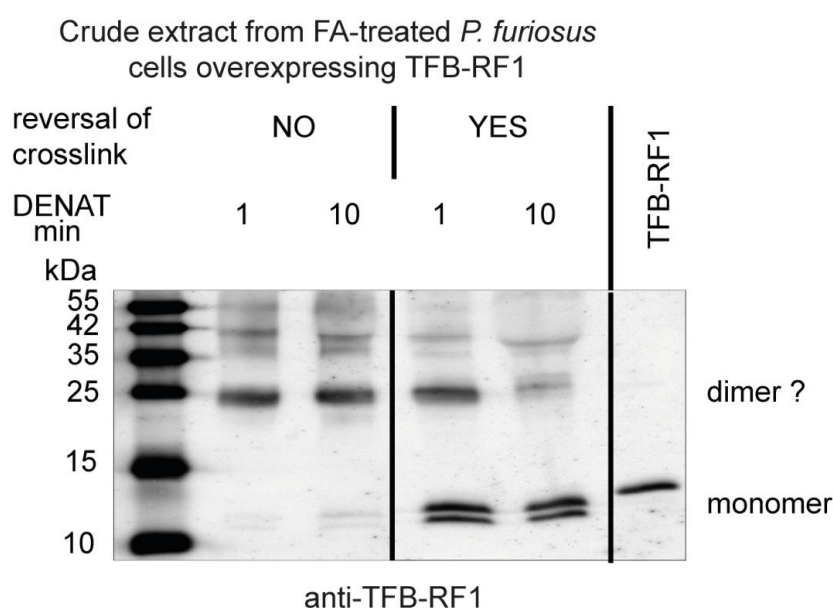 Crude extract from FA-treated P. furiosus
cells overexpressing TFB-RF1
reversal of
crosslink
NO
YES
TFB-RF1
DENAT
min
1
10
1
10
kDa
55
42
35
25
15
10
dimer ?
monomer
anti-TFB-RF1